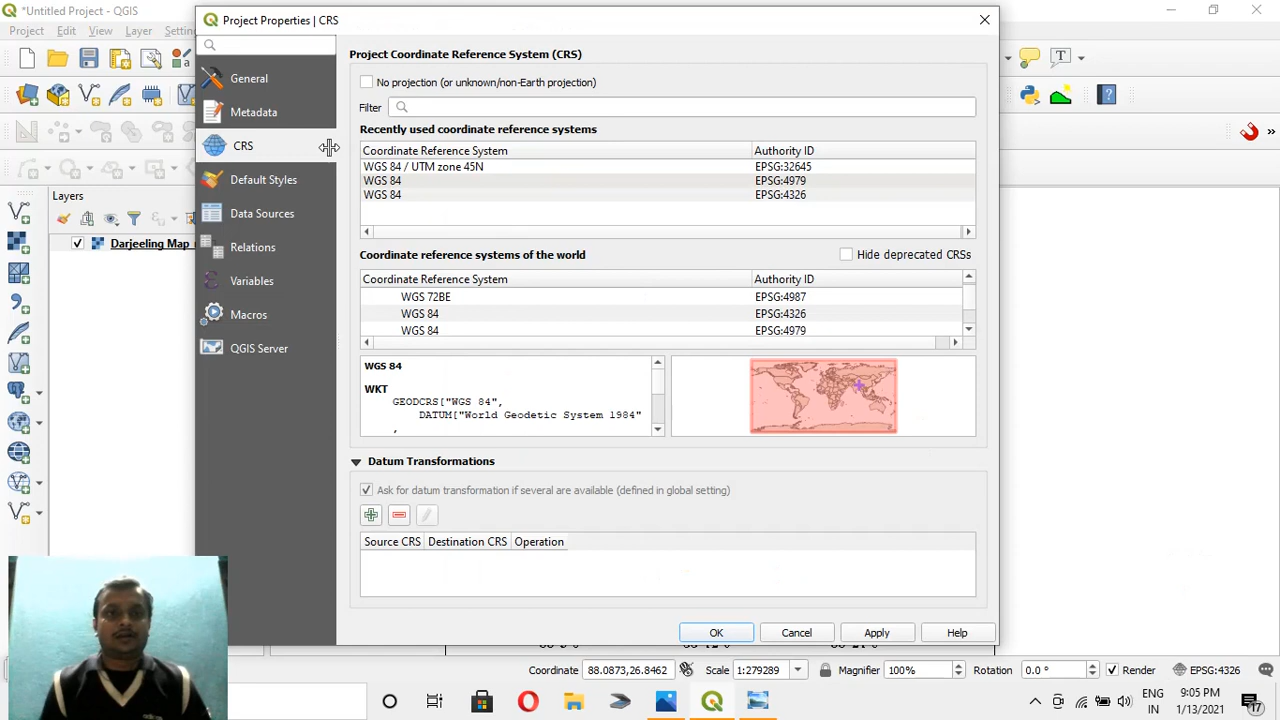 *Untitled Project - QGIS
Project Properties | CRS
Project Edit View Layer Settin
General
Metadata
CRS
Default Styles
Data Sources
Relations
Variables
Macros
QGIS Server
Layers
Darjeeling Map
Project Coordinate Reference System (CRS)
No projection (or unknown/non-Earth projection)
Filter
Recently used coordinate reference systems
Coordinate Reference System Authority ID
WGS 84 / UTM zone 45N EPSG:32645
WGS 84 EPSG:4979
WGS 84 EPSG:4326
Coordinate reference systems of the world Hide deprecated CRSs
Coordinate Reference System Authority ID
WGS 72BE EPSG:4987
WGS 84 EPSG:4326
WGS 84 EPSG:4979
WGS 84
WKT
GEODCRS["WGS 84",
DATUM["World Geodetic System 1984"
,
Datum Transformations
Ask for datum transformation if several are available (defined in global setting)
Source CRS Destination CRS Operation
OK Cancel Apply Help
Coordinate 88.0873,26.8462 Scale 1:279289 Magnifier 100% Rotation 0.0 ° Render EPSG:4326
ENG
IN
9:05 PM
1/13/2021
17